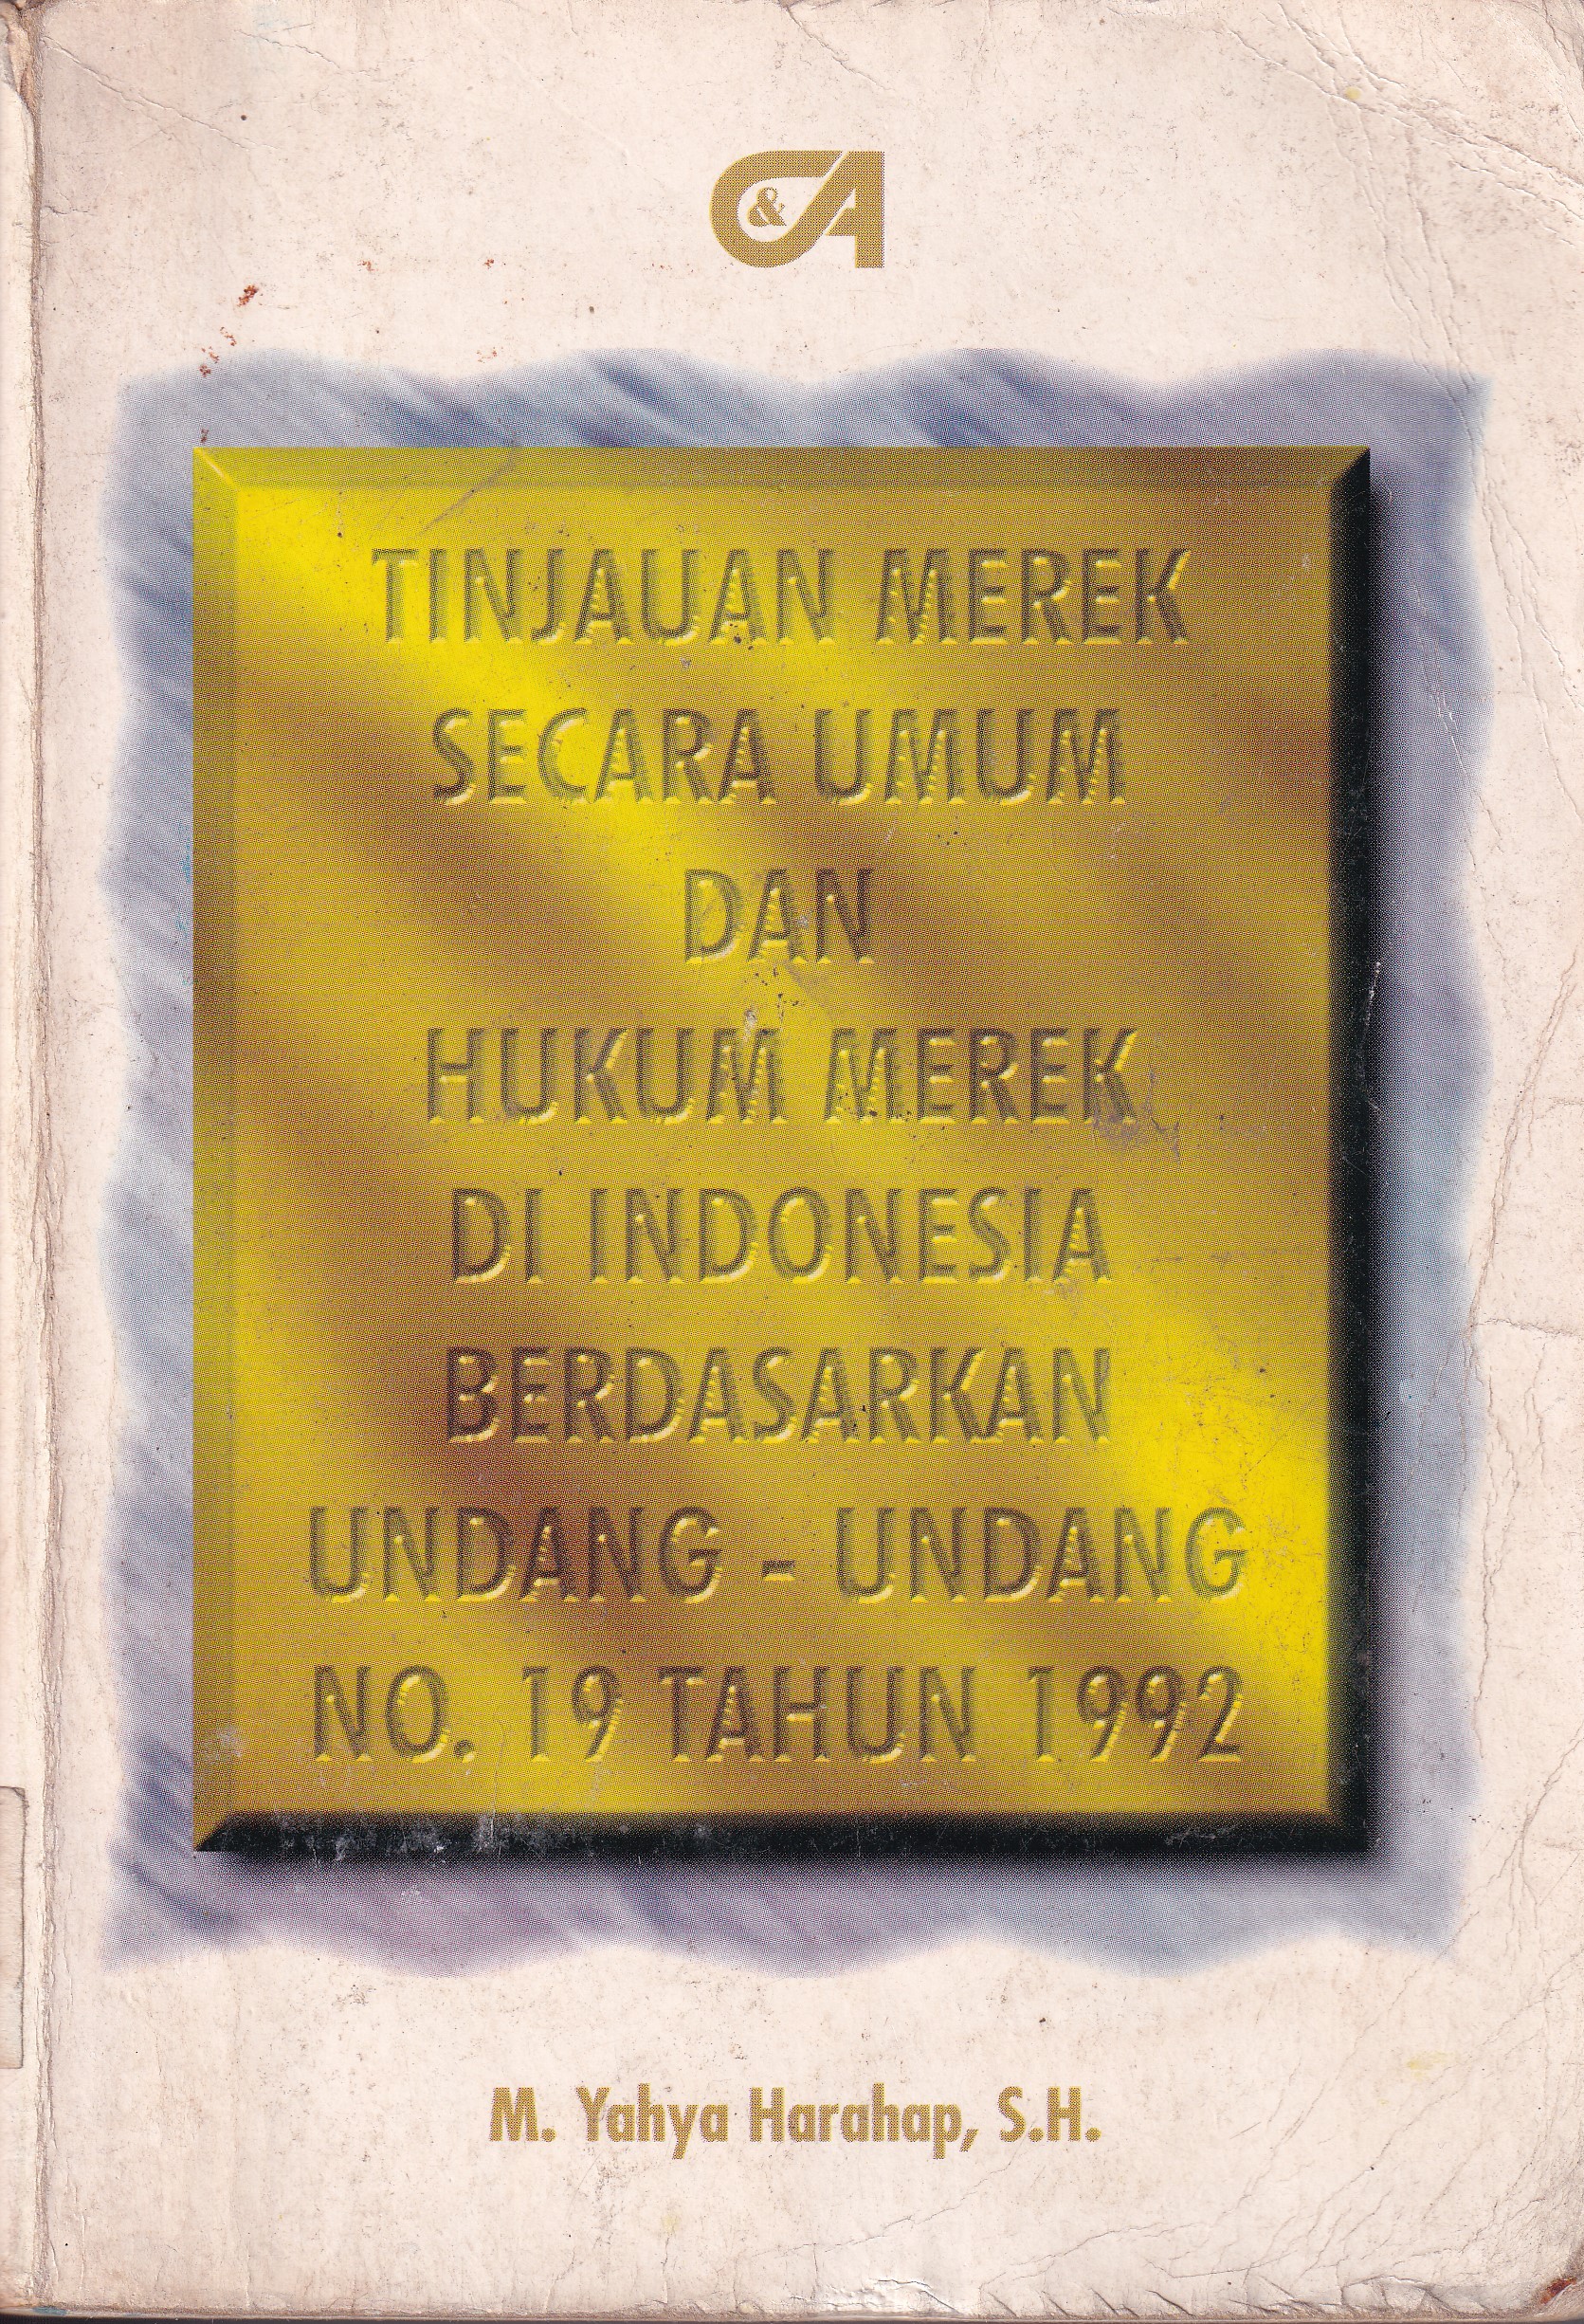 C&A
TINJAUAN MEREK
SECARA UMUM
DAN
HUKUM MEREK
DI INDONESIA
BERDASARKAN
UNDANG - UNDANG
NO. 19 TAHUN 1992
M. Yahya Harahap, S.H.